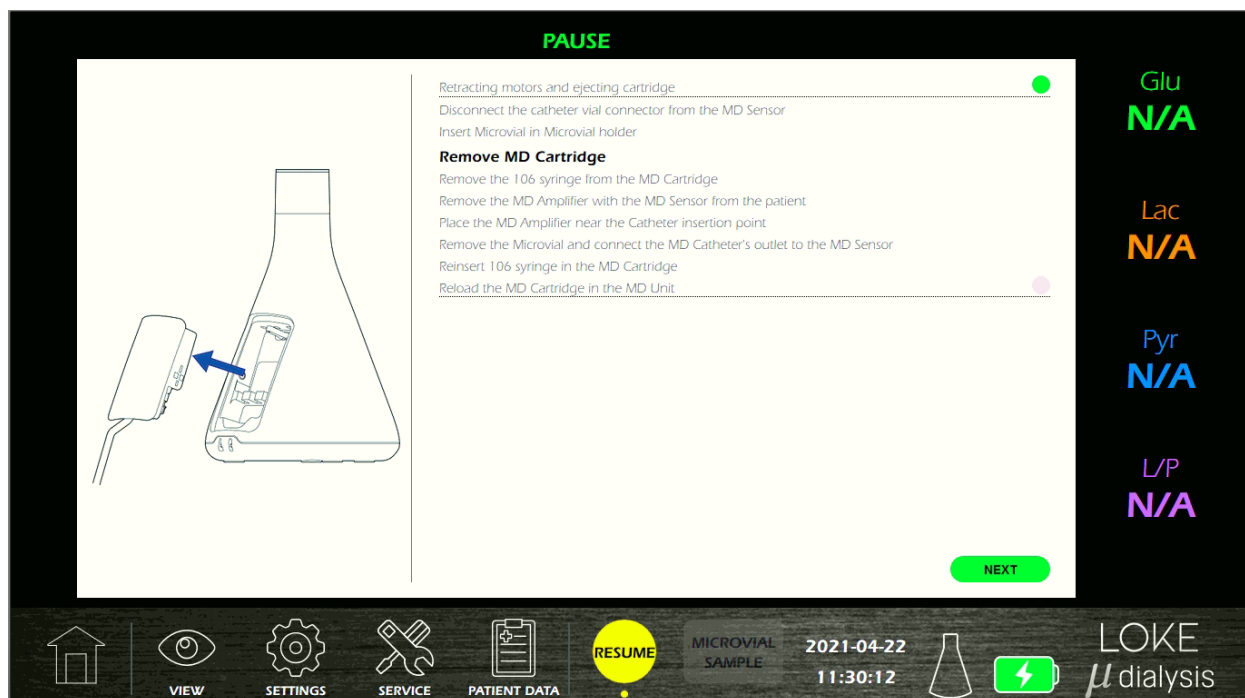 PAUSE
Retracting motors and ejecting cartridge
Disconnect the catheter vial connector from the MD Sensor
Insert Microvial in Microvial holder
Remove MD Cartridge
Remove the 106 syringe from the MD Cartridge
Remove the MD Amplifier with the MD Sensor from the patient
Place the MD Amplifier near the Catheter insertion point
Remove the Microvial and connect the MD Catheter's outlet to the MD Sensor
Reinsert 106 syringe in the MD Cartridge
Reload the MD Cartridge in the MD Unit
NEXT
Glu
N/A
Lac
N/A
Pyr
N/A
L/P
N/A
VIEW
SETTINGS
SERVICE
PATIENT DATA
RESUME
MICROVIAL
SAMPLE
2021-04-22
11:30:12
LOKE
μ dialysis